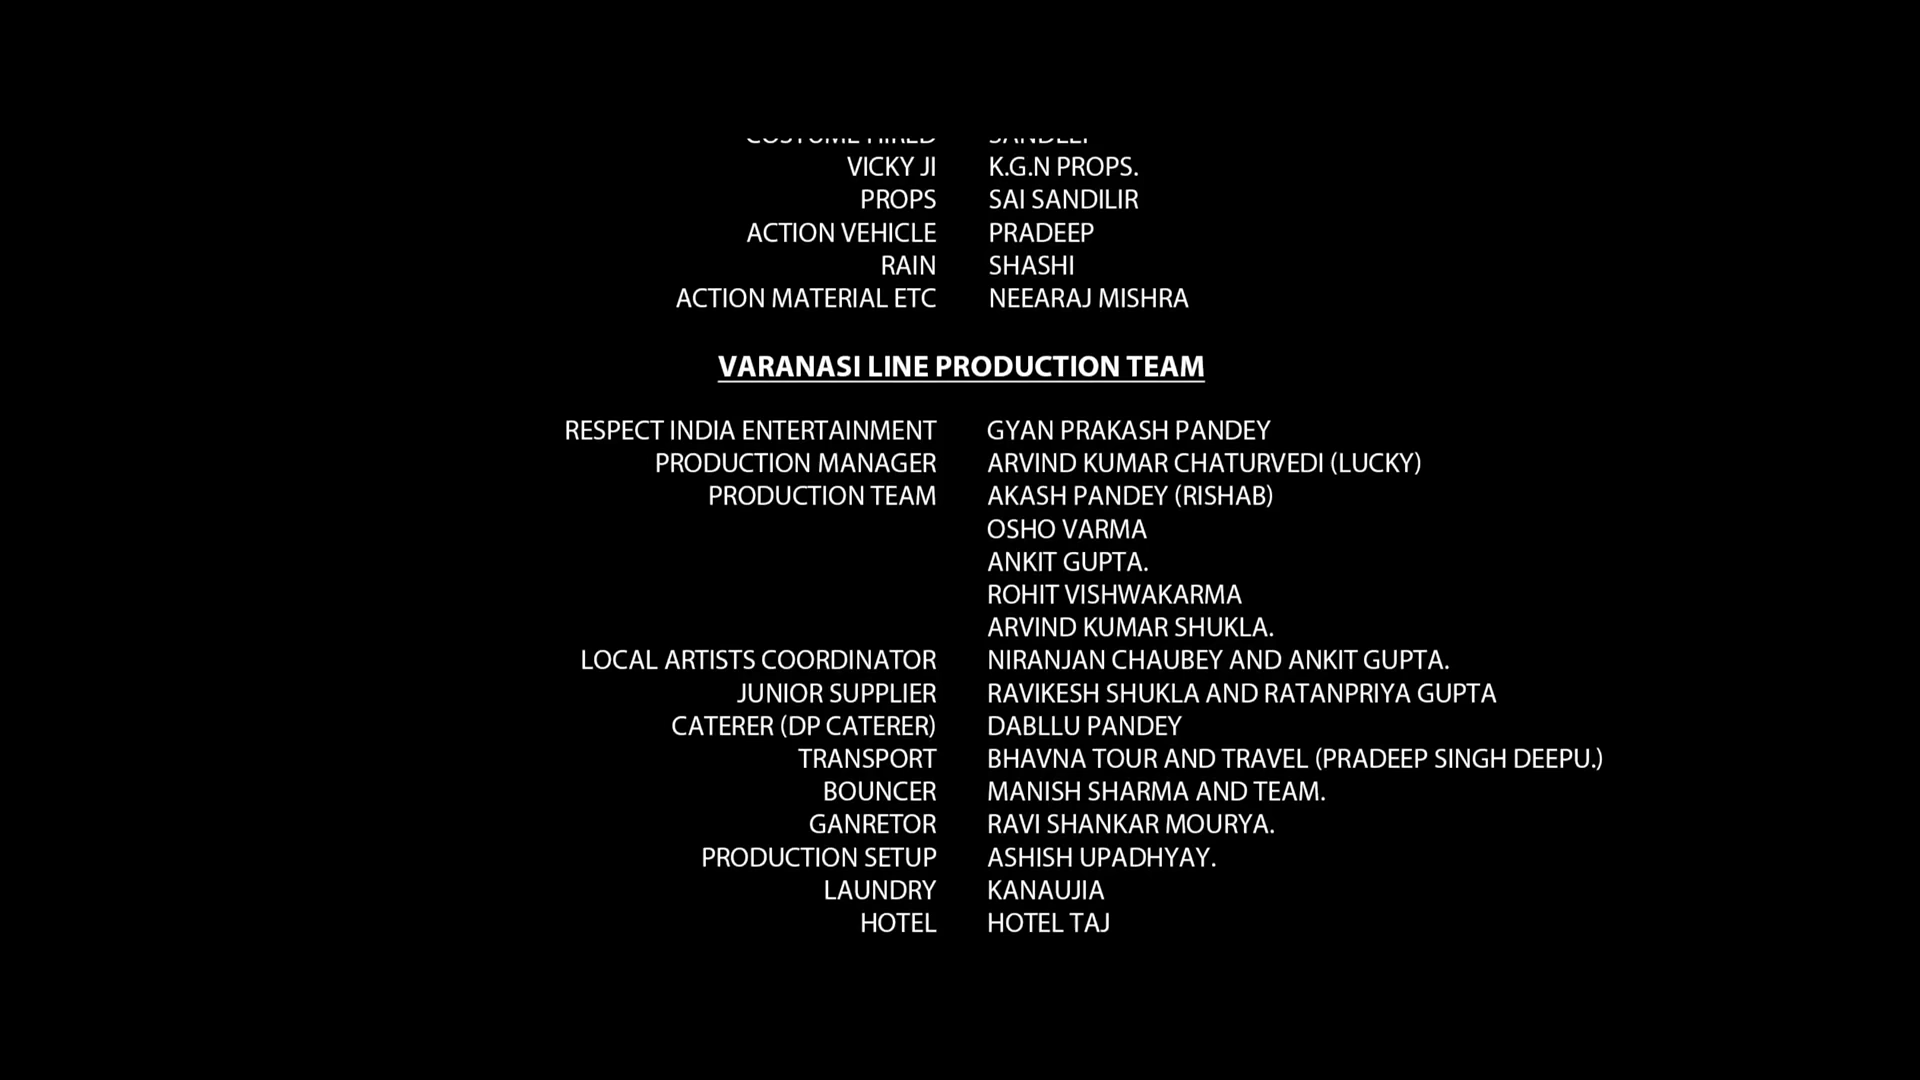 COSTUME HIRED SANDEEP
VICKY JI K.G.N PROPS.
PROPS SAI SANDILIR
ACTION VEHICLE PRADEEP
RAIN SHASHI
ACTION MATERIAL ETC NEEARAJ MISHRA
VARANASI LINE PRODUCTION TEAM
RESPECT INDIA ENTERTAINMENT GYAN PRAKASH PANDEY
PRODUCTION MANAGER ARVIND KUMAR CHATURVEDI (LUCKY)
PRODUCTION TEAM AKASH PANDEY (RISHAB)
OSHO VARMA
ANKIT GUPTA.
ROHIT VISHWAKARMA
ARVIND KUMAR SHUKLA.
LOCAL ARTISTS COORDINATOR NIRANJAN CHAUBEY AND ANKIT GUPTA.
JUNIOR SUPPLIER RAVIKESH SHUKLA AND RATANPRIYA GUPTA
CATERER (DP CATERER) DABLLU PANDEY
TRANSPORT BHAVNA TOUR AND TRAVEL (PRADEEP SINGH DEEPU.)
BOUNCER MANISH SHARMA AND TEAM.
GANRETOR RAVI SHANKAR MOURYA.
PRODUCTION SETUP ASHISH UPADHYAY.
LAUNDRY KANAUJIA
HOTEL HOTEL TAJ